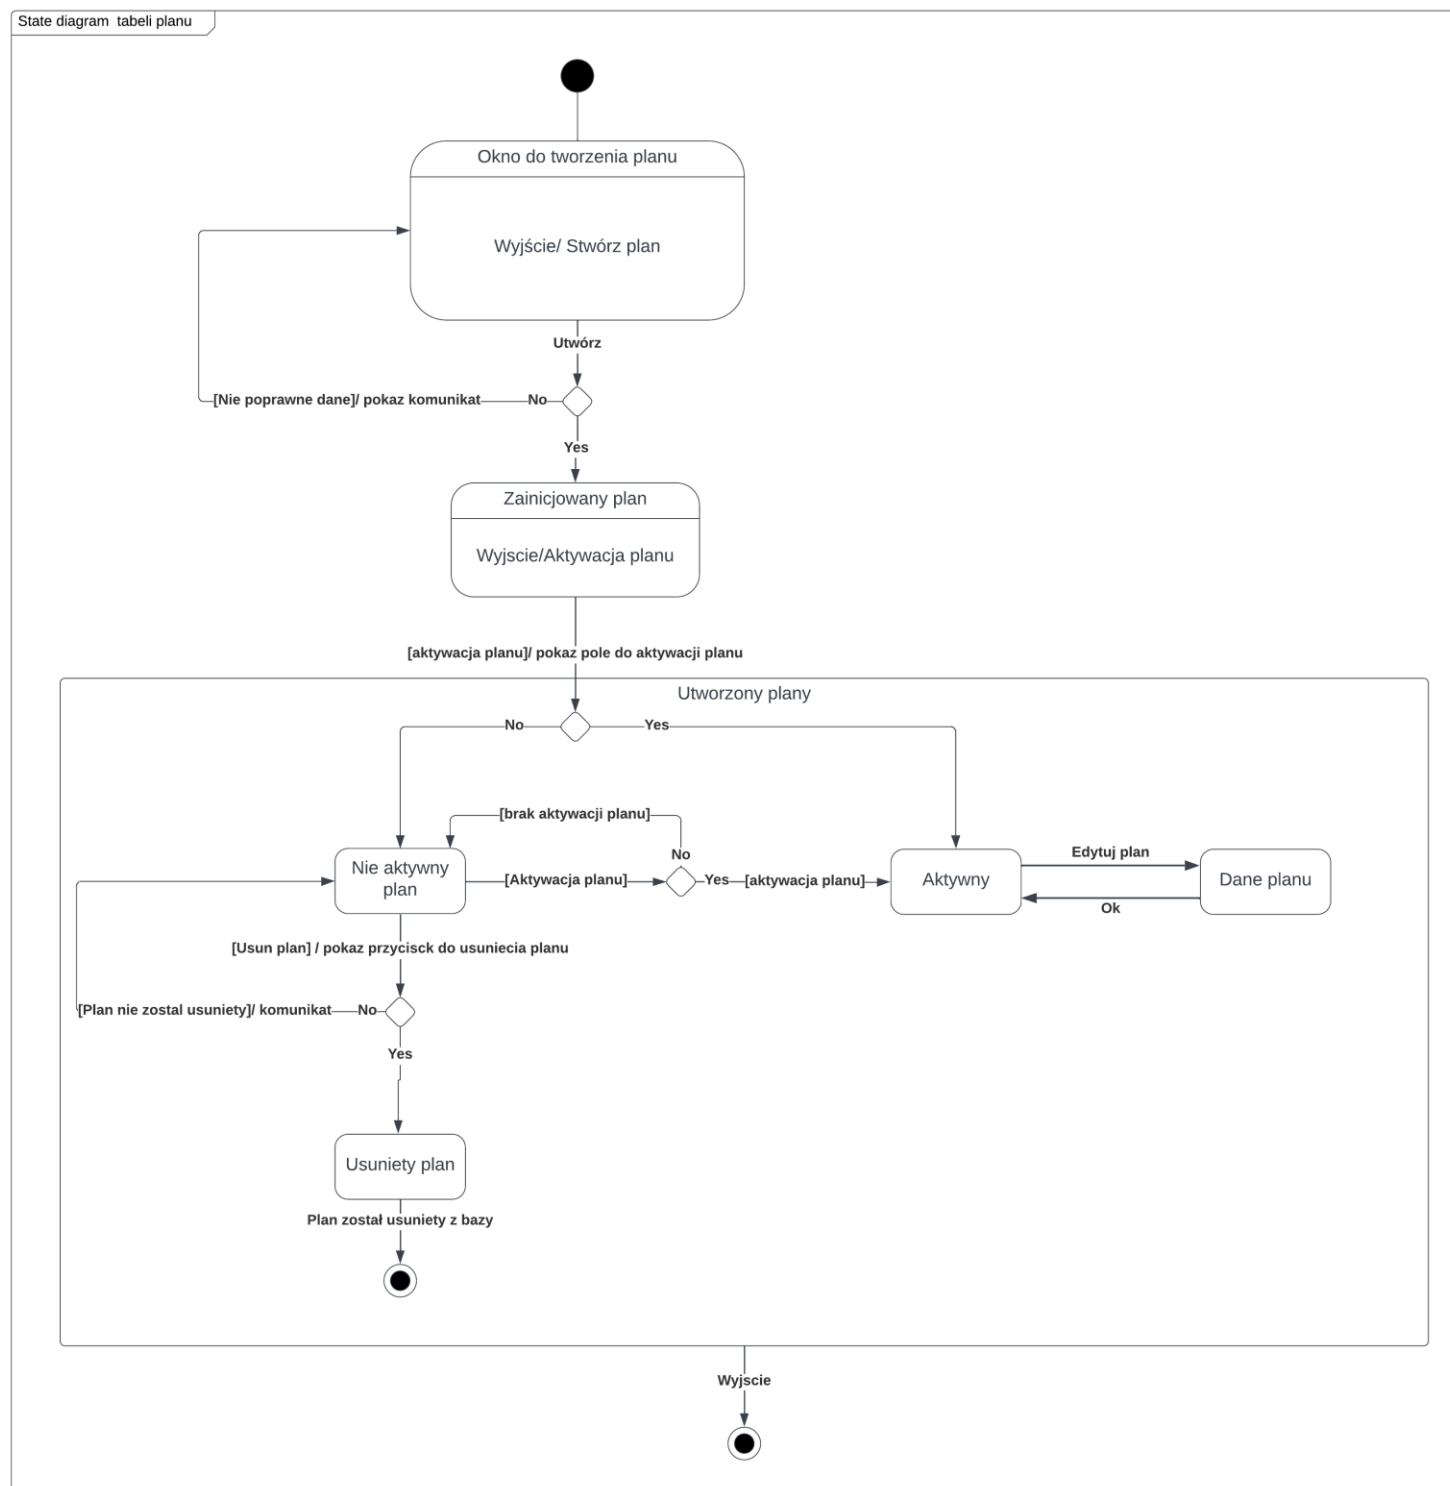 State diagram  tabeli planu
Okno do tworzenia planu
Wyjście/ Stwórz plan
Utwórz
[Nie poprawne dane]/ pokaz komunikat
No
Yes
Zainicjowany plan
Wyjscie/Aktywacja planu
[aktywacja planu]/ pokaz pole do aktywacji planu
Utworzony plany
No
Yes
[brak aktywacji planu]
No
Nie aktywny
plan
[Aktywacja planu]
Yes
[aktywacja planu]
Aktywny
Edytuj plan
Ok
Dane planu
[Usun plan] / pokaz przycisck do usuniecia planu
[Plan nie zostal usuniety]/ komunikat
No
Yes
Usuniety plan
Plan został usuniety z bazy
Wyjscie